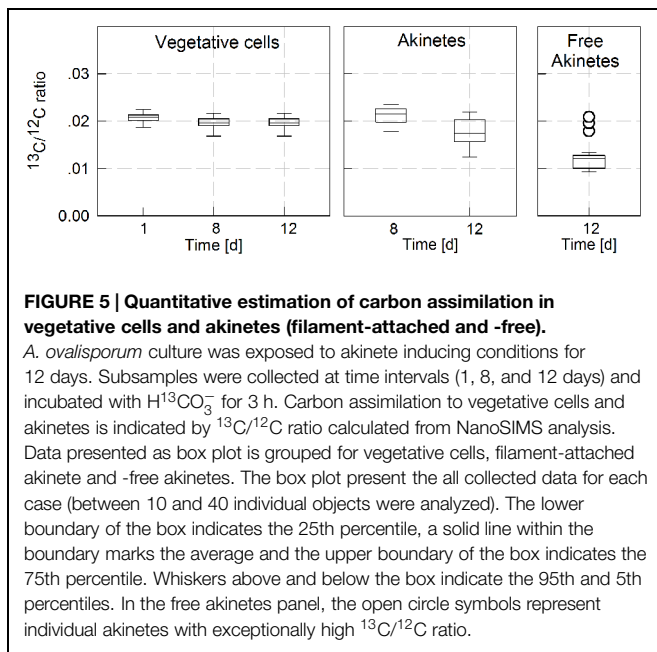 Vegetative cells
Akinetes
Free
Akinetes
¹³C/¹²C ratio
.03
.02
.01
0.00
1 8 12
Time [d]
8 12
Time [d]
12
Time [d]
FIGURE 5 | Quantitative estimation of carbon assimilation in
vegetative cells and akinetes (filament-attached and -free).
A. ovalisporum culture was exposed to akinete inducing conditions for
12 days. Subsamples were collected at time intervals (1, 8, and 12 days) and
incubated with H¹³CO₃⁻ for 3 h. Carbon assimilation to vegetative cells and
akinetes is indicated by ¹³C/¹²C ratio calculated from NanoSIMS analysis.
Data presented as box plot is grouped for vegetative cells, filament-attached
akinete and -free akinetes. The box plot present the all collected data for each
case (between 10 and 40 individual objects were analyzed). The lower
boundary of the box indicates the 25th percentile, a solid line within the
boundary marks the average and the upper boundary of the box indicates the
75th percentile. Whiskers above and below the box indicate the 95th and 5th
percentiles. In the free akinetes panel, the open circle symbols represent
individual akinetes with exceptionally high ¹³C/¹²C ratio.